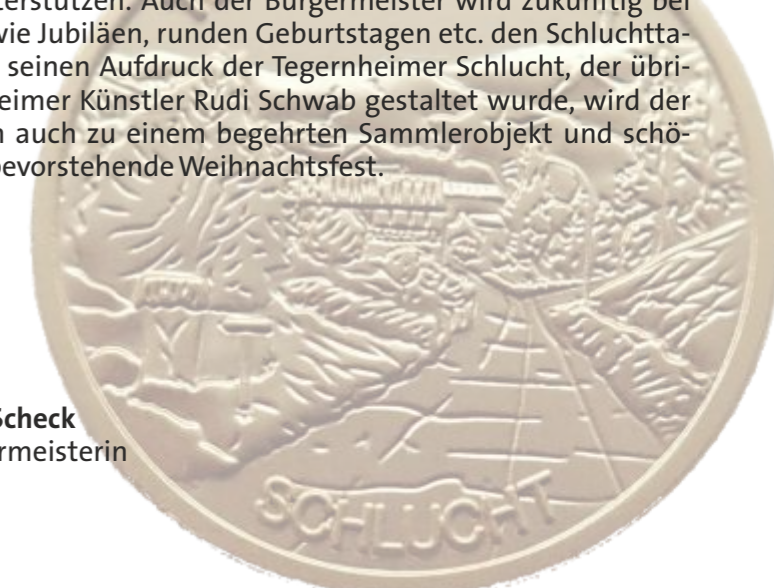 terstützen. Auch der Bürgermeister wird zukünftig bei
wie Jubiläen, runden Geburtstagen etc. den Schluchtta-
seinen Aufdruck der Tegernheimer Schlucht, der übri-
eimer Künstler Rudi Schwab gestaltet wurde, wird der
auch zu einem begehrten Sammlerobjekt und schö-
bevorstehende Weihnachtsfest.
Scheck
rmeisterin
SCHLUCHT